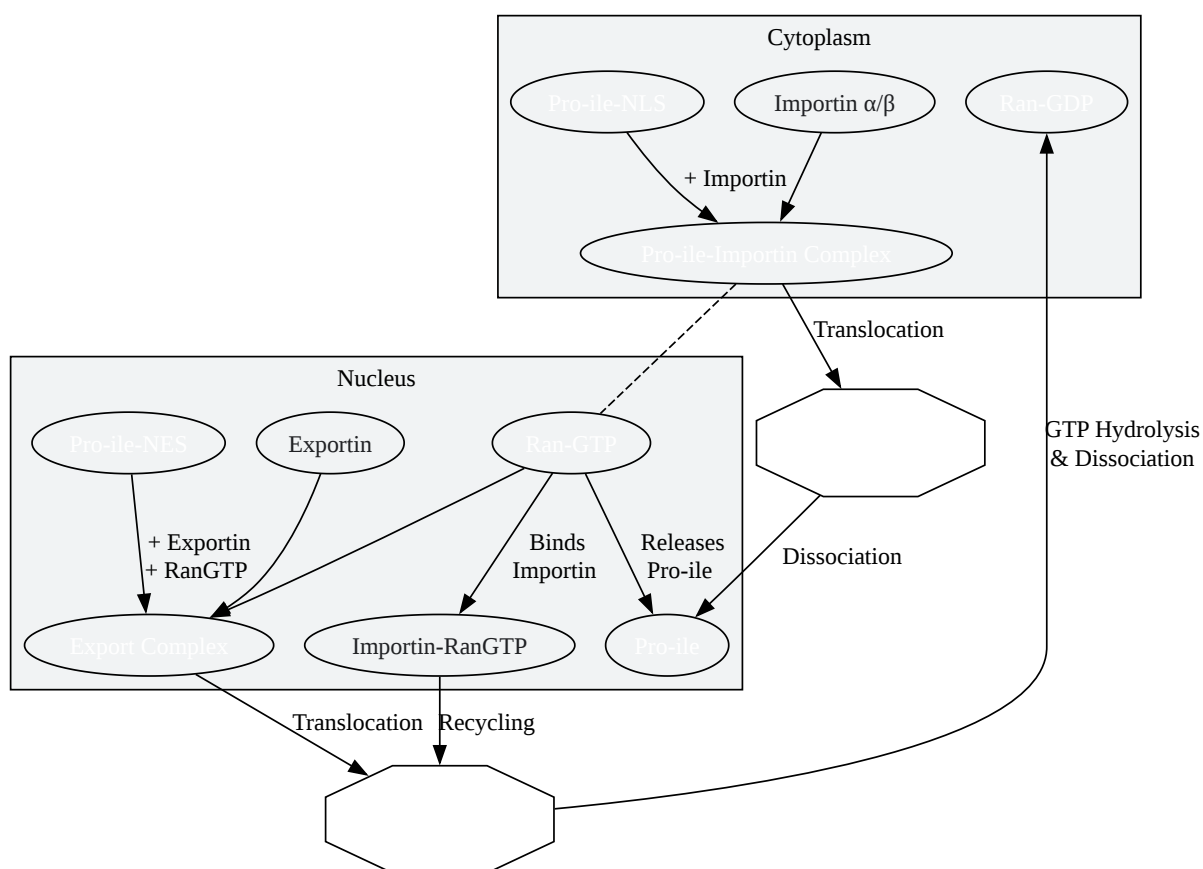 Cytoplasm
Pro-ile-NLS
Importin α/β
Ran-GDP
+ Importin
Pro-ile-Importin Complex
Translocation
Nucleus
Pro-ile-NES
Exportin
Ran-GTP
GTP Hydrolysis
& Dissociation
+ Exportin
+ RanGTP
Binds
Importin
Releases
Pro-ile
Dissociation
Export Complex
Importin-RanGTP
Pro-ile
Translocation
Recycling